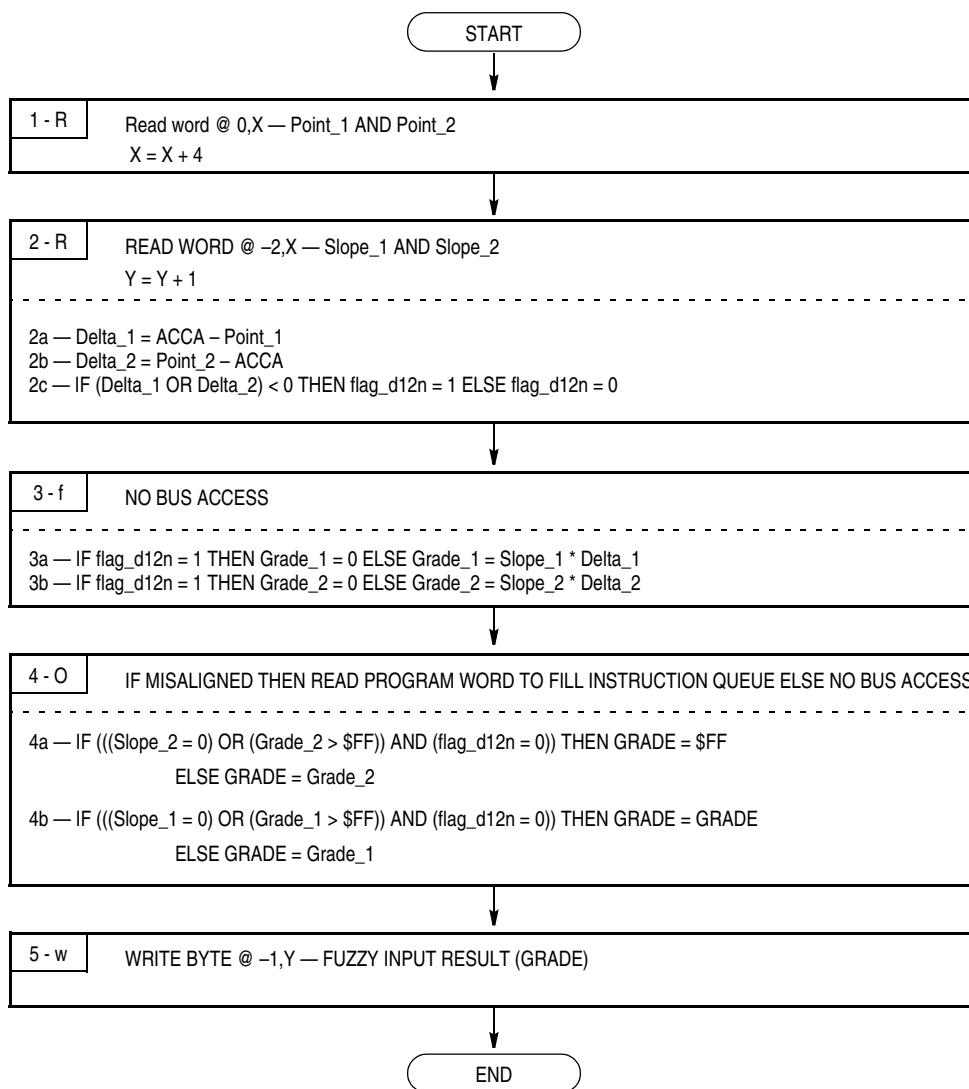 START
1 - R
Read word @ 0,X — Point_1 AND Point_2
X = X + 4
2 - R
READ WORD @ –2,X — Slope_1 AND Slope_2
Y = Y + 1
2a — Delta_1 = ACCA – Point_1
2b — Delta_2 = Point_2 – ACCA
2c — IF (Delta_1 OR Delta_2) < 0 THEN flag_d12n = 1 ELSE flag_d12n = 0
3 - f
NO BUS ACCESS
3a — IF flag_d12n = 1 THEN Grade_1 = 0 ELSE Grade_1 = Slope_1 * Delta_1
3b — IF flag_d12n = 1 THEN Grade_2 = 0 ELSE Grade_2 = Slope_2 * Delta_2
4 - O
IF MISALIGNED THEN READ PROGRAM WORD TO FILL INSTRUCTION QUEUE ELSE NO BUS ACCESS
4a — IF (((Slope_2 = 0) OR (Grade_2 > $FF)) AND (flag_d12n = 0)) THEN GRADE = $FF
ELSE GRADE = Grade_2
4b — IF (((Slope_1 = 0) OR (Grade_1 > $FF)) AND (flag_d12n = 0)) THEN GRADE = GRADE
ELSE GRADE = Grade_1
5 - w
WRITE BYTE @ –1,Y — FUZZY INPUT RESULT (GRADE)
END